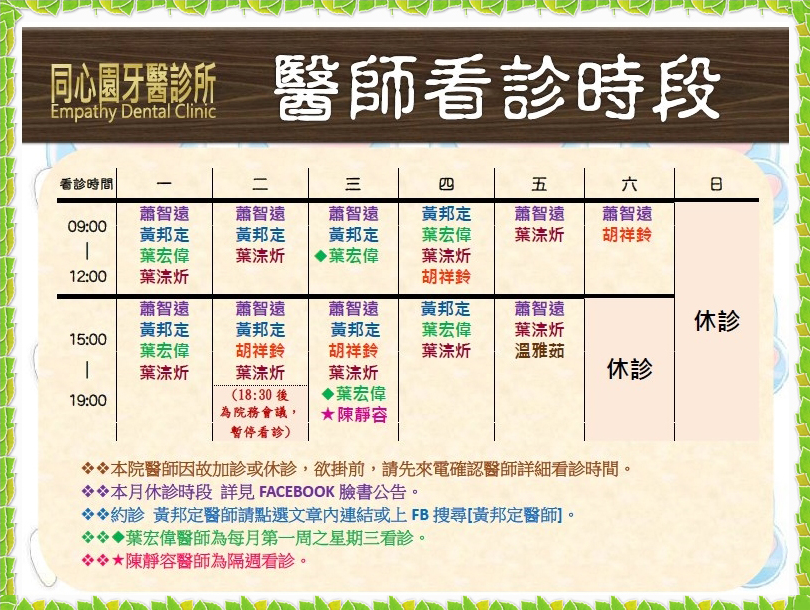 同心園牙醫診所
Empathy Dental Clinic
醫師看診時段
看診時間 一 二 三 四 五 六 日
09:00 | 12:00
蕭智遠 蕭智遠 蕭智遠 黃邦定 蕭智遠 蕭智遠
黃邦定 黃邦定 黃邦定 葉宏偉 葉淙炘 胡祥鈴
葉宏偉 葉淙炘 ◆葉宏偉 葉淙炘
葉淙炘 胡祥鈴
休診
15:00 | 19:00
蕭智遠 蕭智遠 蕭智遠 黃邦定 蕭智遠
黃邦定 黃邦定 黃邦定 葉宏偉 葉淙炘
葉宏偉 胡祥鈴 胡祥鈴 葉淙炘 溫雅茹
葉淙炘 葉淙炘 葉淙炘
休診
(18:30 後
為院務會議，
暫停看診)
◆葉宏偉
★陳靜容
❖❖本院醫師因故加診或休診，欲掛前，請先來電確認醫師詳細看診時間。
❖❖本月休診時段 詳見 FACEBOOK 臉書公告。
❖❖約診 黃邦定醫師請點選文章內連結或上 FB 搜尋[黃邦定醫師]。
❖❖◆葉宏偉醫師為每月第一周之星期三看診。
❖❖★陳靜容醫師為隔週看診。